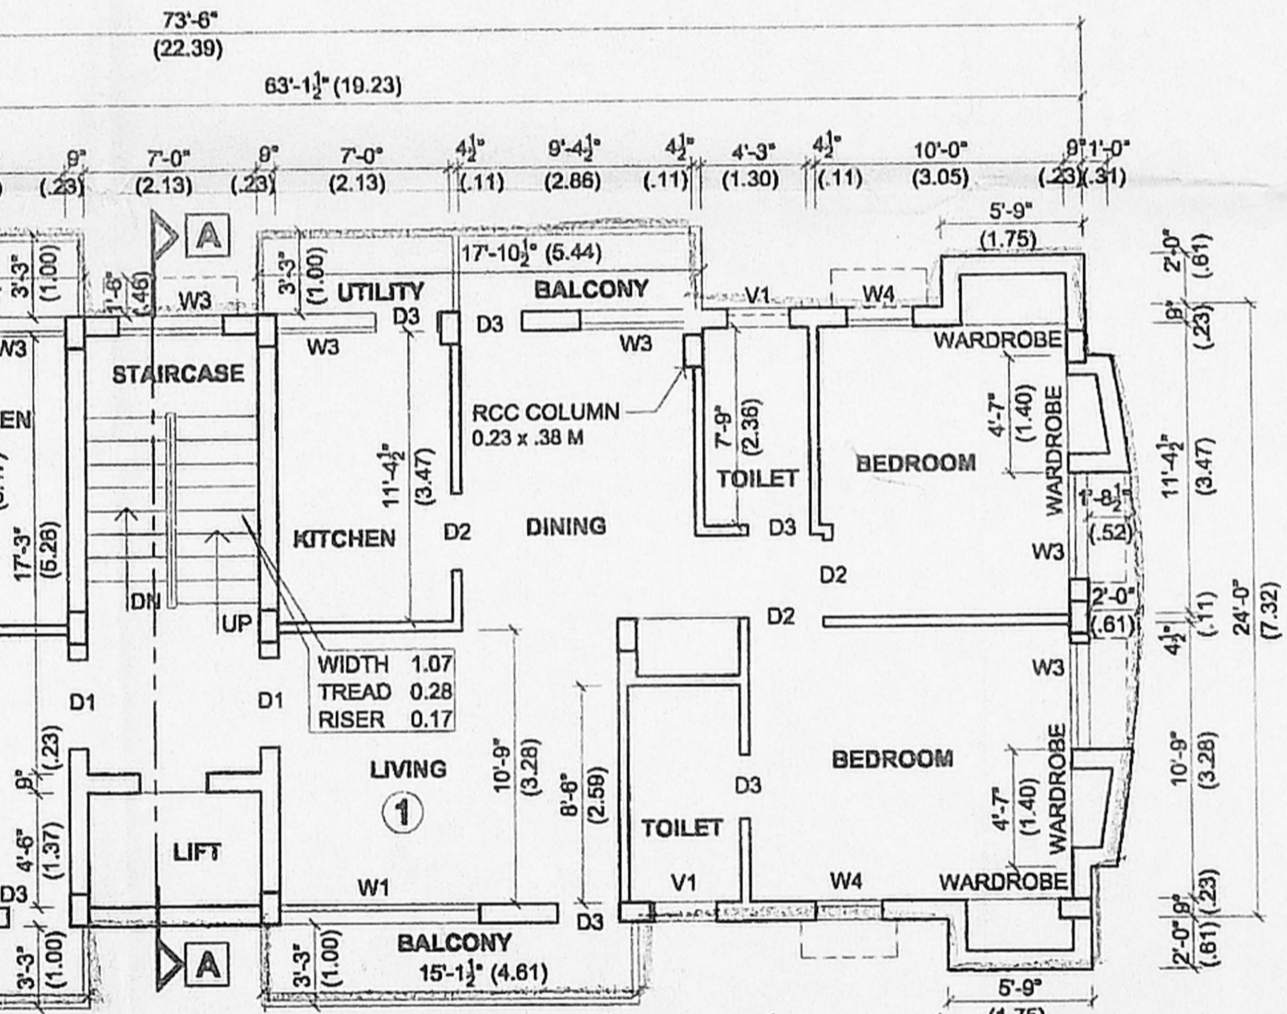 73'-6"
(22.39)
63'-1½" (19.23)
9" 7'-0" 9" 7'-0" 4½" 9'-4½" 4½" 4'-3" 4½" 10'-0" 9" 1'-0"
(.23) (2.13) (.23) (2.13) (.11) (2.86) (.11) (1.30) (.11) (3.05) (.23) (.31)
5'-9"
(1.75)
A
17'-10½" (5.44)
3'-3"
(1.00)
1'-6"
(.46)
W3
3'-3"
(1.00)
UTILITY
BALCONY
V1
W4
2'-0"
(.61)
9"
(.23)
D3
D3
W3
W3
W3
WARDROBE
STAIRCASE
EN
RCC COLUMN
0.23 x .38 M
7'-9"
(2.36)
4'-7"
(1.40)
WARDROBE
11'-4½"
(3.47)
11'-4½"
(3.47)
TOILET
BEDROOM
1'-8½"
(.52)
17'-3"
(5.26)
KITCHEN
D2
DINING
D3
W3
D2
2'-0"
(.61)
4½"
(.11)
24'-0"
(7.32)
DN
UP
D2
WIDTH 1.07
TREAD 0.28
RISER 0.17
W3
D1
D1
9"
(.23)
LIVING
1
10'-9"
(3.28)
8'-6"
(2.59)
D3
BEDROOM
4'-7"
(1.40)
WARDROBE
10'-9"
(3.28)
4'-6"
(1.37)
LIFT
TOILET
D3
W1
V1
W4
WARDROBE
9"
(.23)
D3
3'-3"
(1.00)
A
3'-3"
(1.00)
BALCONY
15'-1½" (4.61)
2'-0"
(.61)
5'-9"
(1.75)